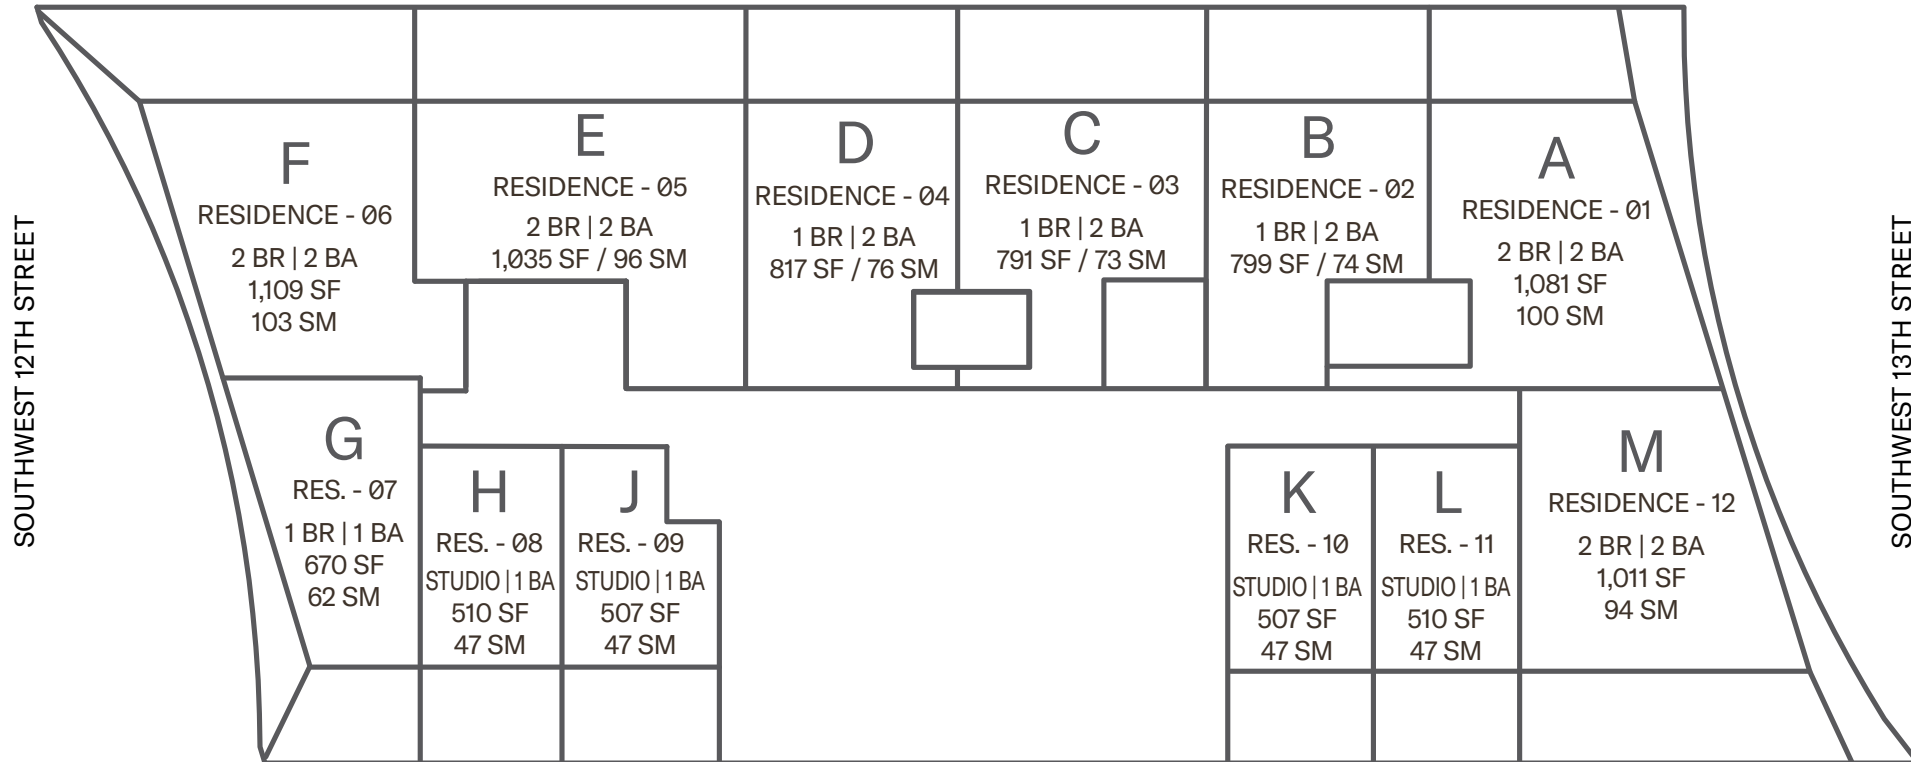 SOUTHWEST 12TH STREET
F
RESIDENCE - 06
2 BR | 2 BA
1,109 SF
103 SM
E
RESIDENCE - 05
2 BR | 2 BA
1,035 SF / 96 SM
D
RESIDENCE - 04
1 BR | 2 BA
817 SF / 76 SM
C
RESIDENCE - 03
1 BR | 2 BA
791 SF / 73 SM
B
RESIDENCE - 02
1 BR | 2 BA
799 SF / 74 SM
A
RESIDENCE - 01
2 BR | 2 BA
1,081 SF
100 SM
G
RES. - 07
1 BR | 1 BA
670 SF
62 SM
H
RES. - 08
STUDIO | 1 BA
510 SF
47 SM
J
RES. - 09
STUDIO | 1 BA
507 SF
47 SM
K
RES. - 10
STUDIO | 1 BA
507 SF
47 SM
L
RES. - 11
STUDIO | 1 BA
510 SF
47 SM
M
RESIDENCE - 12
2 BR | 2 BA
1,011 SF
94 SM
SOUTHWEST 13TH STREET